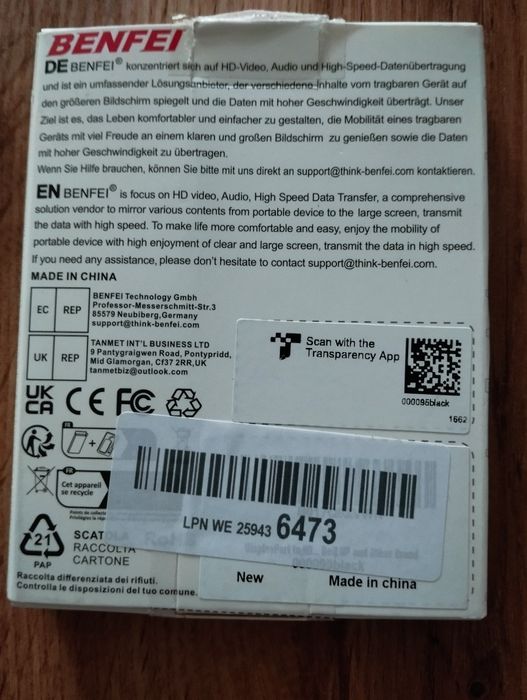 BENFEI
DE BENFEI® konzentriert sich auf HD-Video, Audio und High-Speed-Datenübertragung
und ist ein umfassender Lösungsanbieter, der verschiedene Inhalte vom tragbaren Gerät auf
den größeren Bildschirm spiegelt und die Daten mit hoher Geschwindigkeit überträgt. Unser
Ziel ist es, das Leben komfortabler und einfacher zu gestalten, die Mobilität eines tragbaren
Geräts mit viel Freude an einem klaren und großen Bildschirm zu genießen sowie die Daten
mit hoher Geschwindigkeit zu übertragen.
Wenn Sie Hilfe brauchen, können Sie bitte mit uns direkt an support@think-benfei.com kontaktieren.
EN BENFEI® is focus on HD video, Audio, High Speed Data Transfer, a comprehensive
solution vendor to mirror various contents from portable device to the large screen, transmit
the data with high speed. To make life more comfortable and easy, enjoy the mobility of
portable device with high enjoyment of clear and large screen, transmit the data in high speed.
If you need any assistance, please don't hesitate to contact support@think-benfei.com.
MADE IN CHINA
EC REP
BENFEI Technology Gmbh
Professor-Messerschmitt-Str.3
85579 Neubiberg,Germany
support@think-benfei.com
UK REP
TANMET INT'L BUSINESS LTD
9 Pantygraigwen Road, Pontypridd,
Mid Glamorgan, Cf37 2RR,UK
tanmetbiz@outlook.com
Scan with the
Transparency App
000095black
1662
UK
CA CE FC
FR
Cet appareil
se recycle
LPN WE 25943 6473
21
PAP
SCATOLA
RACCOLTA
CARTONE
000095black
New Made in china
Raccolta differenziata dei rifiuti.
Controlla le disposizioni del tuo comune.